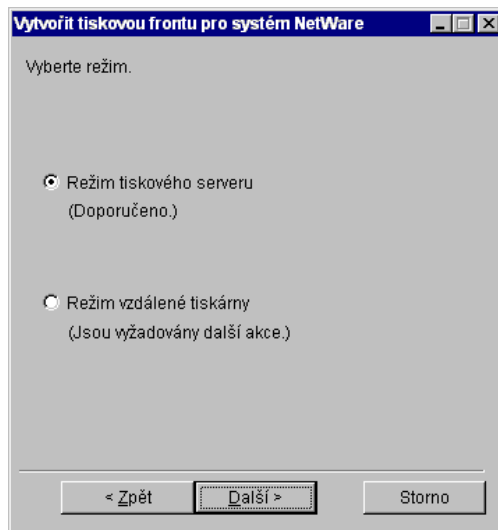 Vytvořit tiskovou frontu pro systém NetWare
Vyberte režim.
Režim tiskového serveru
(Doporučeno.)
Režim vzdálené tiskárny
(Jsou vyžadovány další akce.)
< Zpět
Další >
Storno